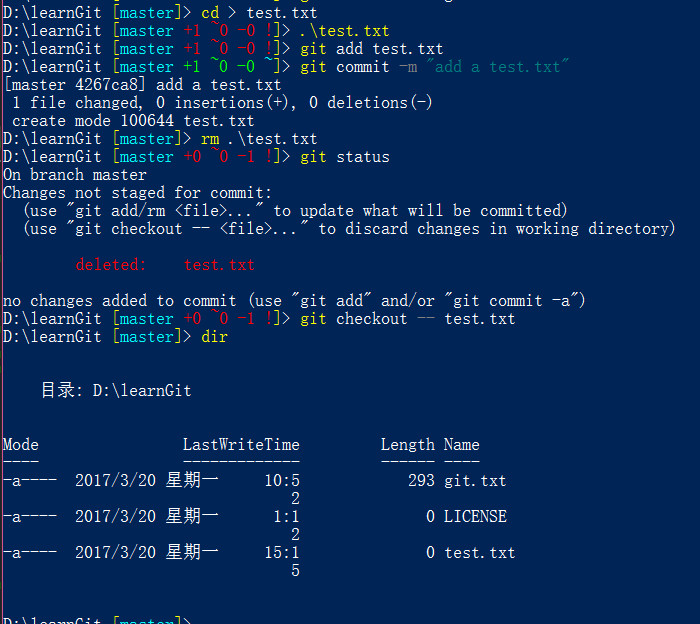 D:\learnGit [master]> cd > test.txt
D:\learnGit [master +1 ~0 -0 !]> .\test.txt
D:\learnGit [master +1 ~0 -0 !]> git add test.txt
D:\learnGit [master +1 ~0 -0 ~]> git commit -m "add a test.txt"
[master 4267ca8] add a test.txt
 1 file changed, 0 insertions(+), 0 deletions(-)
 create mode 100644 test.txt
D:\learnGit [master]> rm .\test.txt
D:\learnGit [master +0 ~0 -1 !]> git status
On branch master
Changes not staged for commit:
  (use "git add/rm <file>..." to update what will be committed)
  (use "git checkout -- <file>..." to discard changes in working directory)
        deleted:    test.txt
no changes added to commit (use "git add" and/or "git commit -a")
D:\learnGit [master +0 ~0 -1 !]> git checkout -- test.txt
D:\learnGit [master]> dir
    目录: D:\learnGit
Mode                LastWriteTime         Length Name
----                -------------         ------ ----
-a----  2017/3/20 星期一     10:5            293 git.txt
                                2
-a----  2017/3/20 星期一      1:1              0 LICENSE
                                2
-a----  2017/3/20 星期一     15:1              0 test.txt
                                5
D:\learnGit [master]>